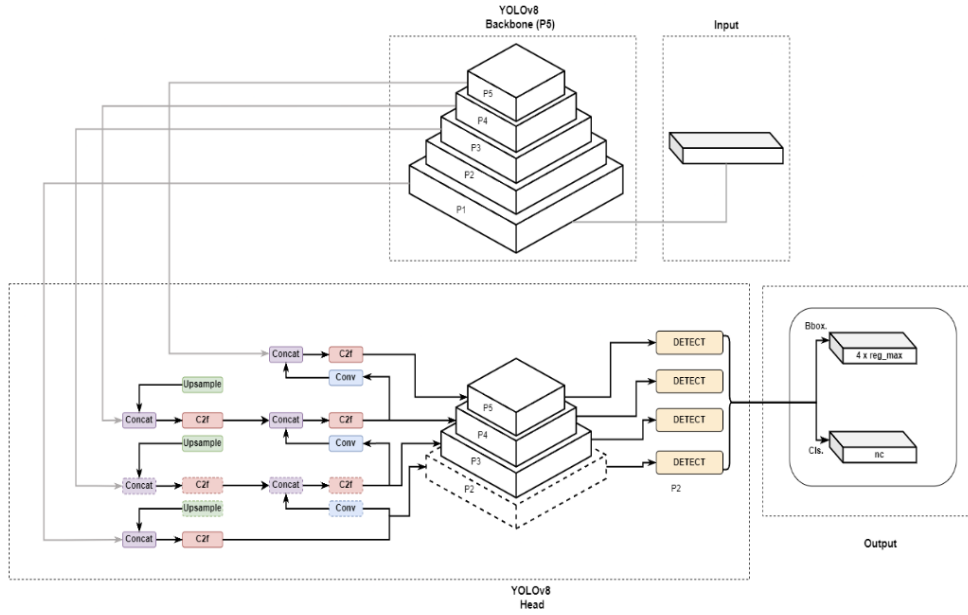 YOLOv8
Backbone (P5)
Input
P5
P4
P3
P2
P1
Concat
C2f
Conv
Upsample
Concat
C2f
Concat
C2f
Conv
Upsample
Concat
C2f
Concat
C2f
Upsample
Conv
Concat
C2f
P5
P4
P3
P2
DETECT
DETECT
DETECT
DETECT
P2
Bbox.
4 x reg_max
Cls.
nc
Output
YOLOv8
Head